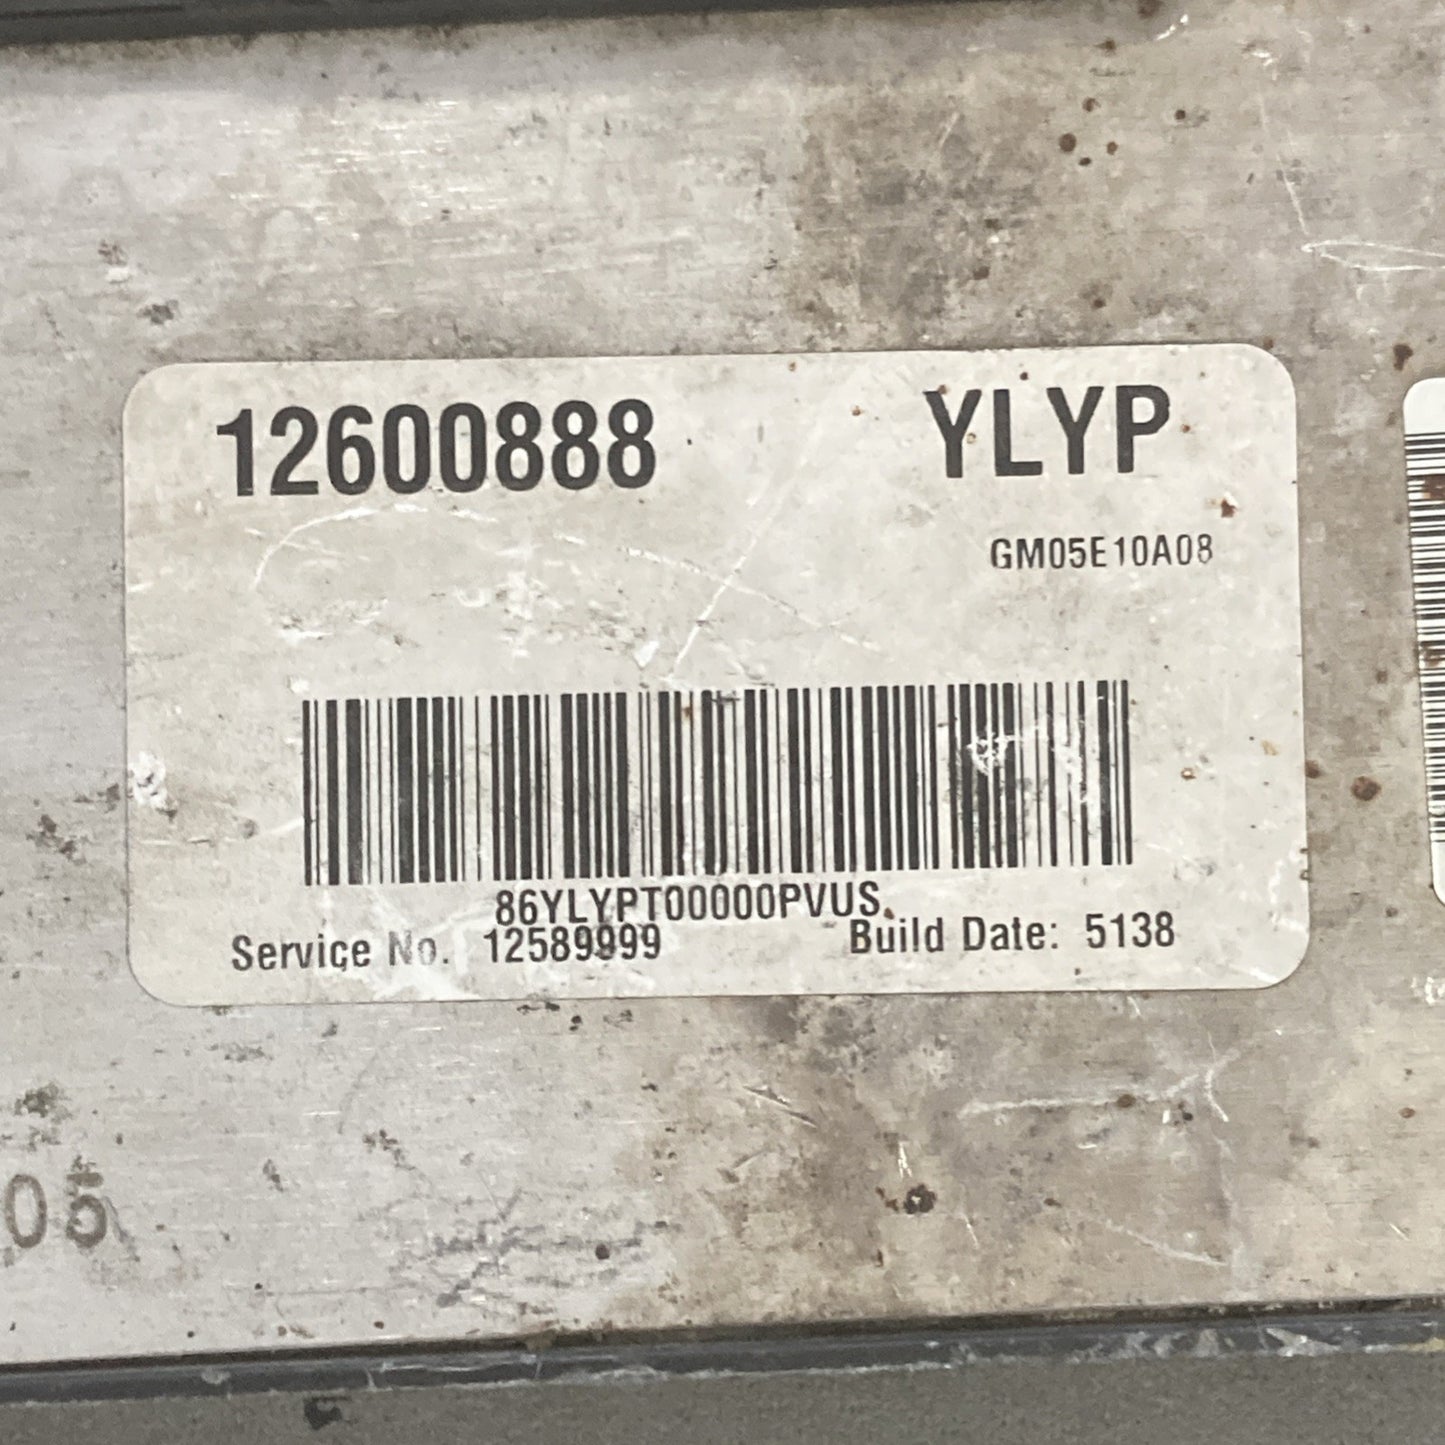 12600888 YLYP
GM05E10A08
86YLYPT00000PVUS
Service No. 12589999 Build Date: 5138
05